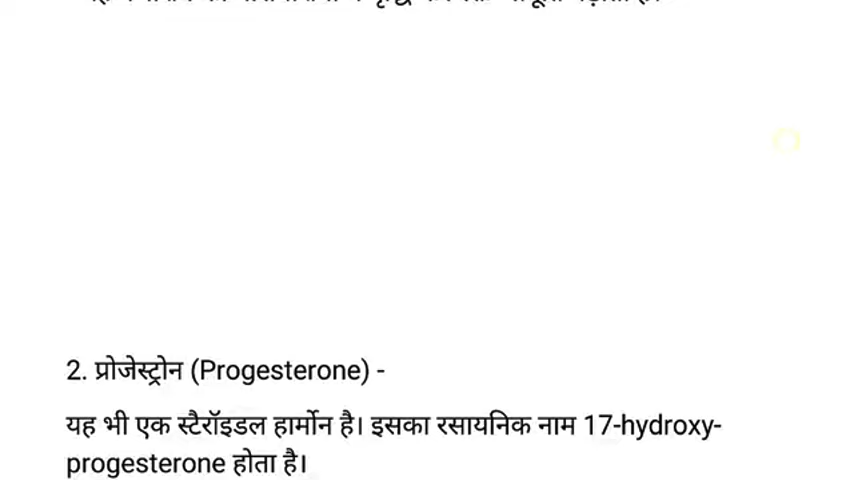 2. प्रोजेस्ट्रोन (Progesterone) -
यह भी एक स्टैरॉइडल हार्मोन है। इसका रसायनिक नाम 17-hydroxy-
progesterone होता है।